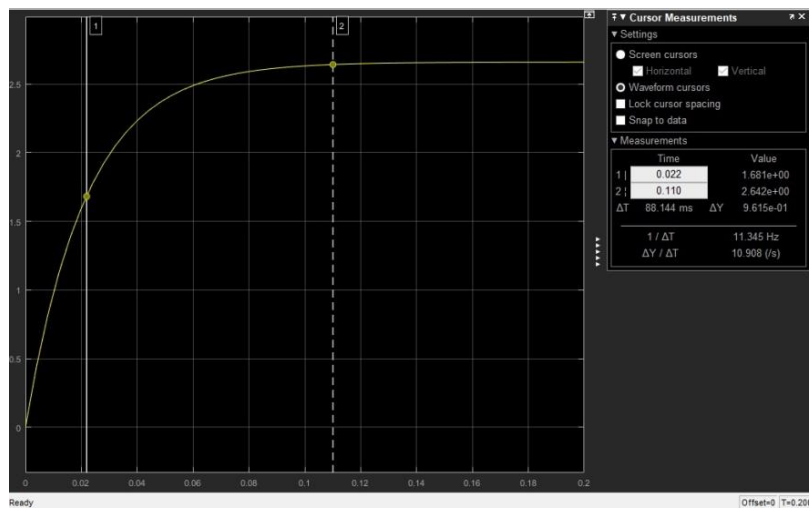 1
2
2.5
2
1.5
1
0.5
0
0
0.02
0.04
0.06
0.08
0.1
0.12
0.14
0.16
0.18
0.2
Ready
Offset=0
Cursor Measurements
Settings
Screen cursors
Horizontal Vertical
Waveform cursors
Lock cursor spacing
Snap to data
Measurements
Time Value
1 | 0.022 1.681e+00
2 ¦ 0.110 2.642e+00
ΔT 88.144 ms ΔY 9.615e-01
1 / ΔT 11.345 Hz
ΔY / ΔT 10.908 (/s)